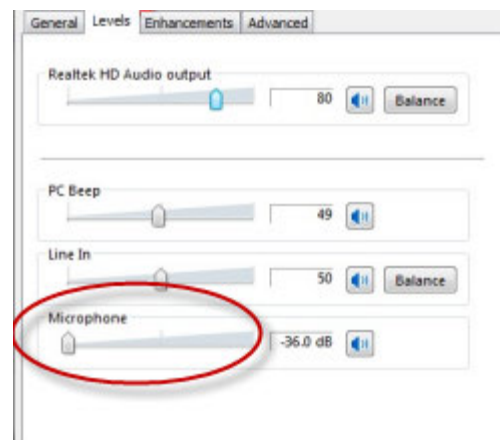 General Levels Enhancements Advanced
Realtek HD Audio output
80 Balance
PC Beep
49
Line In
50 Balance
Microphone
-36.0 dB